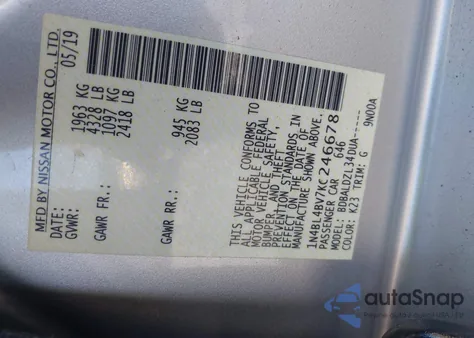 MFD BY NISSAN MOTOR CO., LTD.
DATE: 05/19
GVWR: 1963 KG
4328 LB
GAWR FR: 1097 KG
2418 LB
GAWR RR: 945 KG
2083 LB
THIS VEHICLE CONFORMS TO
ALL APPLICABLE FEDERAL
MOTOR VEHICLE SAFETY,
BUMPER, AND THEFT
PREVENTION STANDARDS IN
EFFECT ON THE DATE OF
MANUFACTURE SHOWN ABOVE.
1N4BL4BV7KC246678
PASSENGER CAR 646
MODEL: BDBALDZL34DUA-----
COLOR: K23 TRIM: G 9N00A
autoSnap